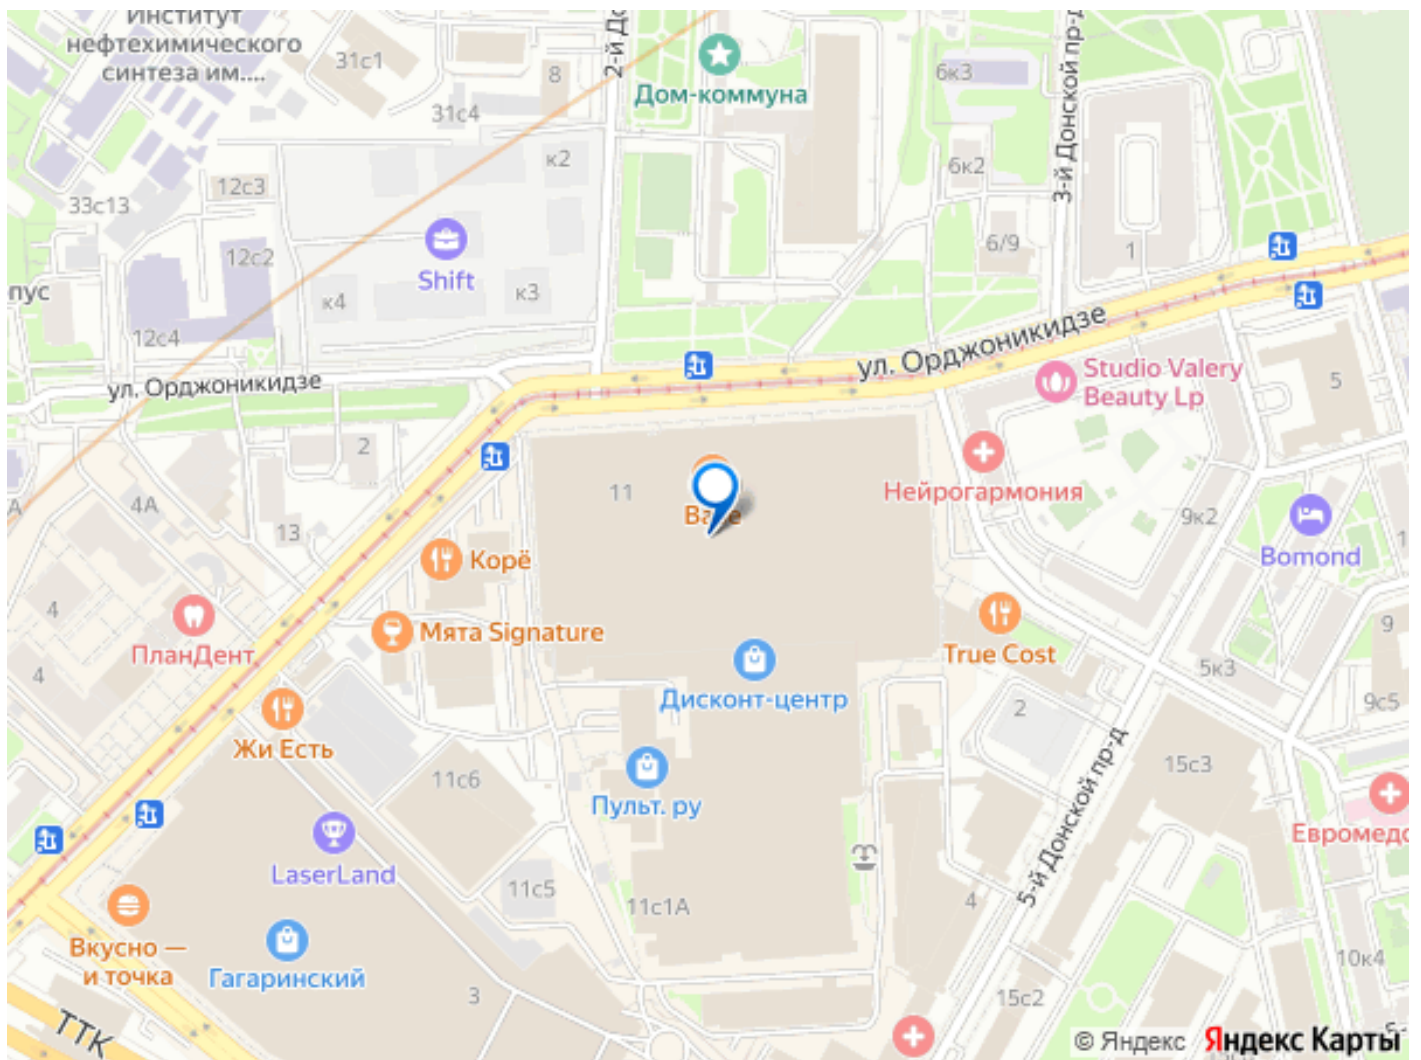 Институт
нефтехимического
синтеза им....
31с1
8
2-й До
31с4
Дом-коммуна
6к3
3-й Донской пр-д
к2
6к2
12с3
33с13
12с2
Shift
6/9
1
пус
к4
к3
12с4
ул. Орджоникидзе
ул. Орджоникидзе
Studio Valery
Beauty Lp
5
2
4А
13
11
Нейрогармония
9к2
Bomond
Корё
4
ПланДент
Мята Signature
True Cost
9
4
Дисконт-центр
5к3
9с5
2
Жи Есть
11с6
Пульт. ру
15с3
5-й Донской пр-д
LaserLand
Евромедс
11с5
11с1А
4
Вкусно —
и точка
Гагаринский
10к4
3
15с2
ТТК
© Яндекс Яндекс Карты